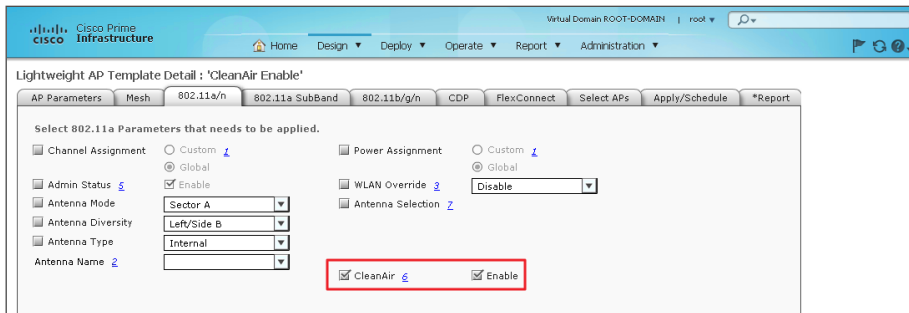 Virtual Domain ROOT-DOMAIN | root
Cisco Prime
CISCO Infrastructure
Home Design Deploy Operate Report Administration
Lightweight AP Template Detail : 'CleanAir Enable'
AP Parameters Mesh 802.11a/n 802.11a SubBand 802.11b/g/n CDP FlexConnect Select APs Apply/Schedule *Report
Select 802.11a Parameters that needs to be applied.
Channel Assignment Custom 1 Power Assignment Custom 1
Global Global
Admin Status 5 Enable WLAN Override 3 Disable
Antenna Mode Sector A Antenna Selection 7
Antenna Diversity Left/Side B
Antenna Type Internal
Antenna Name 2
CleanAir 6 Enable